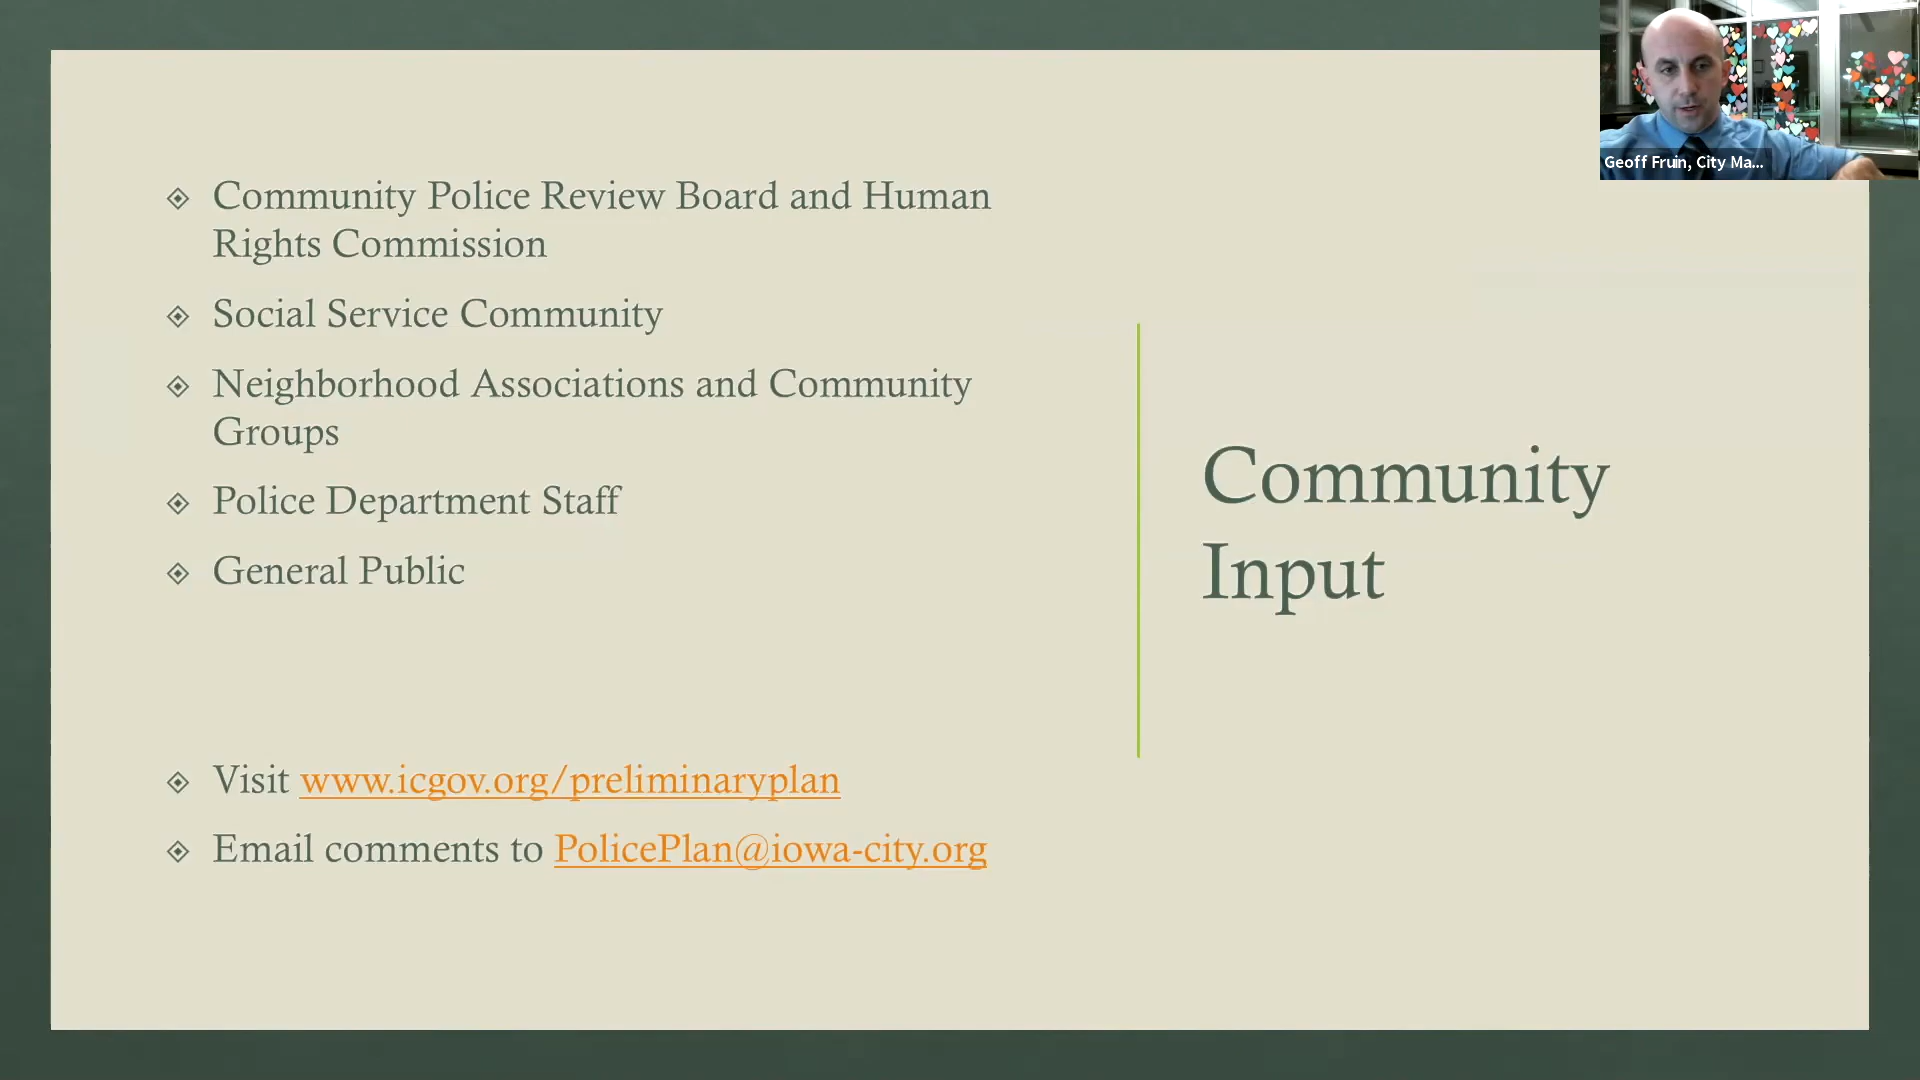 Community Police Review Board and Human
Rights Commission
Social Service Community
Neighborhood Associations and Community
Groups
Police Department Staff
General Public
Visit www.icgov.org/preliminaryplan
Email comments to PolicePlan@iowa-city.org
Community
Input
Geoff Fruin, City Ma...